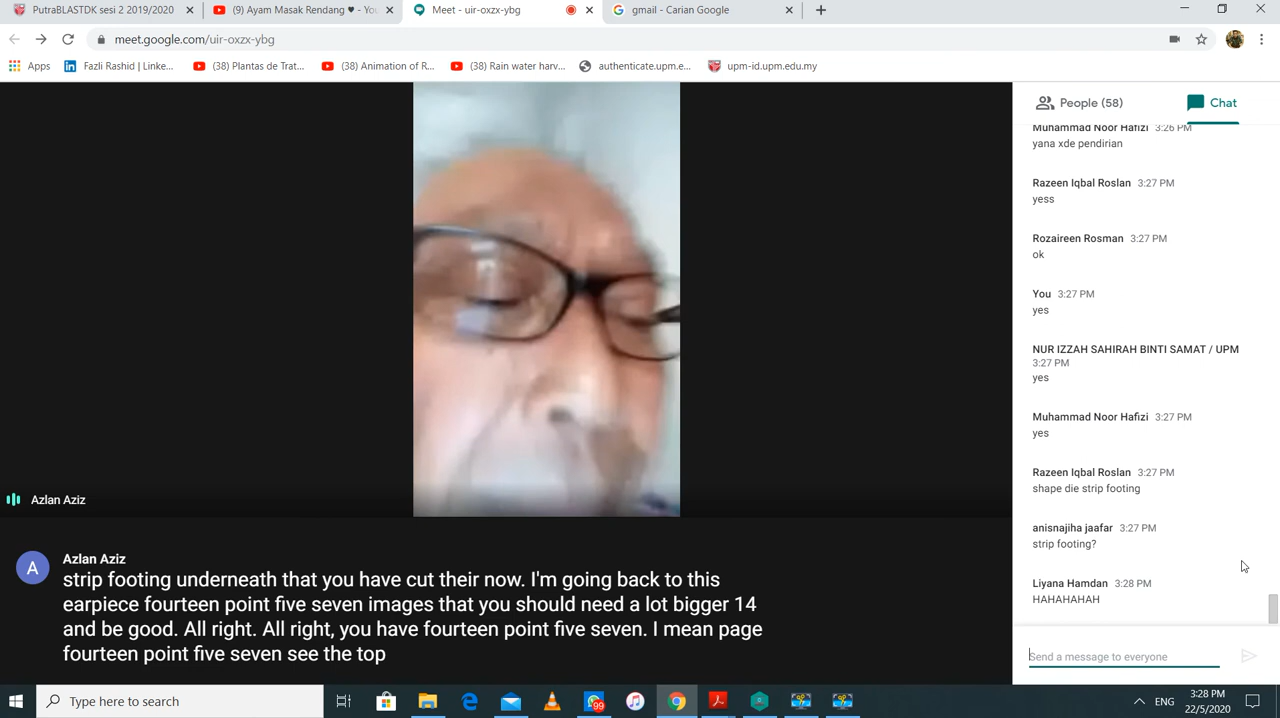 PutraBLASTDK sesi 2 2019/2020
(9) Ayam Masak Rendang ♥ - You
Meet - uir-oxzx-ybg
gmail - Carian Google
meet.google.com/uir-oxzx-ybg
Apps
Fazli Rashid | Linke...
(38) Plantas de Trat...
(38) Animation of R...
(38) Rain water harv...
authenticate.upm.e...
upm-id.upm.edu.my
People (58)
Chat
Muhammad Noor Hafizi 3:26 PM
yana xde pendirian
Razeen Iqbal Roslan 3:27 PM
yess
Rozaireen Rosman 3:27 PM
ok
You 3:27 PM
yes
NUR IZZAH SAHIRAH BINTI SAMAT / UPM
3:27 PM
yes
Muhammad Noor Hafizi 3:27 PM
yes
Razeen Iqbal Roslan 3:27 PM
shape die strip footing
anisnajiha jaafar 3:27 PM
strip footing?
Liyana Hamdan 3:28 PM
HAHAHAHAH
Send a message to everyone
Azlan Aziz
A
Azlan Aziz
strip footing underneath that you have cut their now. I'm going back to this
earpiece fourteen point five seven images that you should need a lot bigger 14
and be good. All right. All right, you have fourteen point five seven. I mean page
fourteen point five seven see the top
Type here to search
99
ENG
3:28 PM
22/5/2020